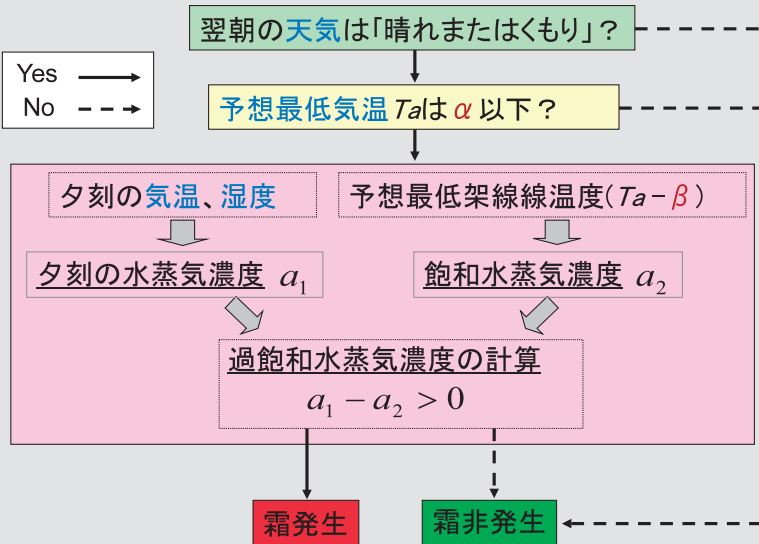 翌朝の天気は「晴れまたはくもり」？
Yes
No
予想最低気温Taはα以下？
夕刻の気温、湿度
予想最低架線線温度(Ta－β)
夕刻の水蒸気濃度 a₁
飽和水蒸気濃度 a₂
過飽和水蒸気濃度の計算
a₁ － a₂ > 0
霜発生
霜非発生